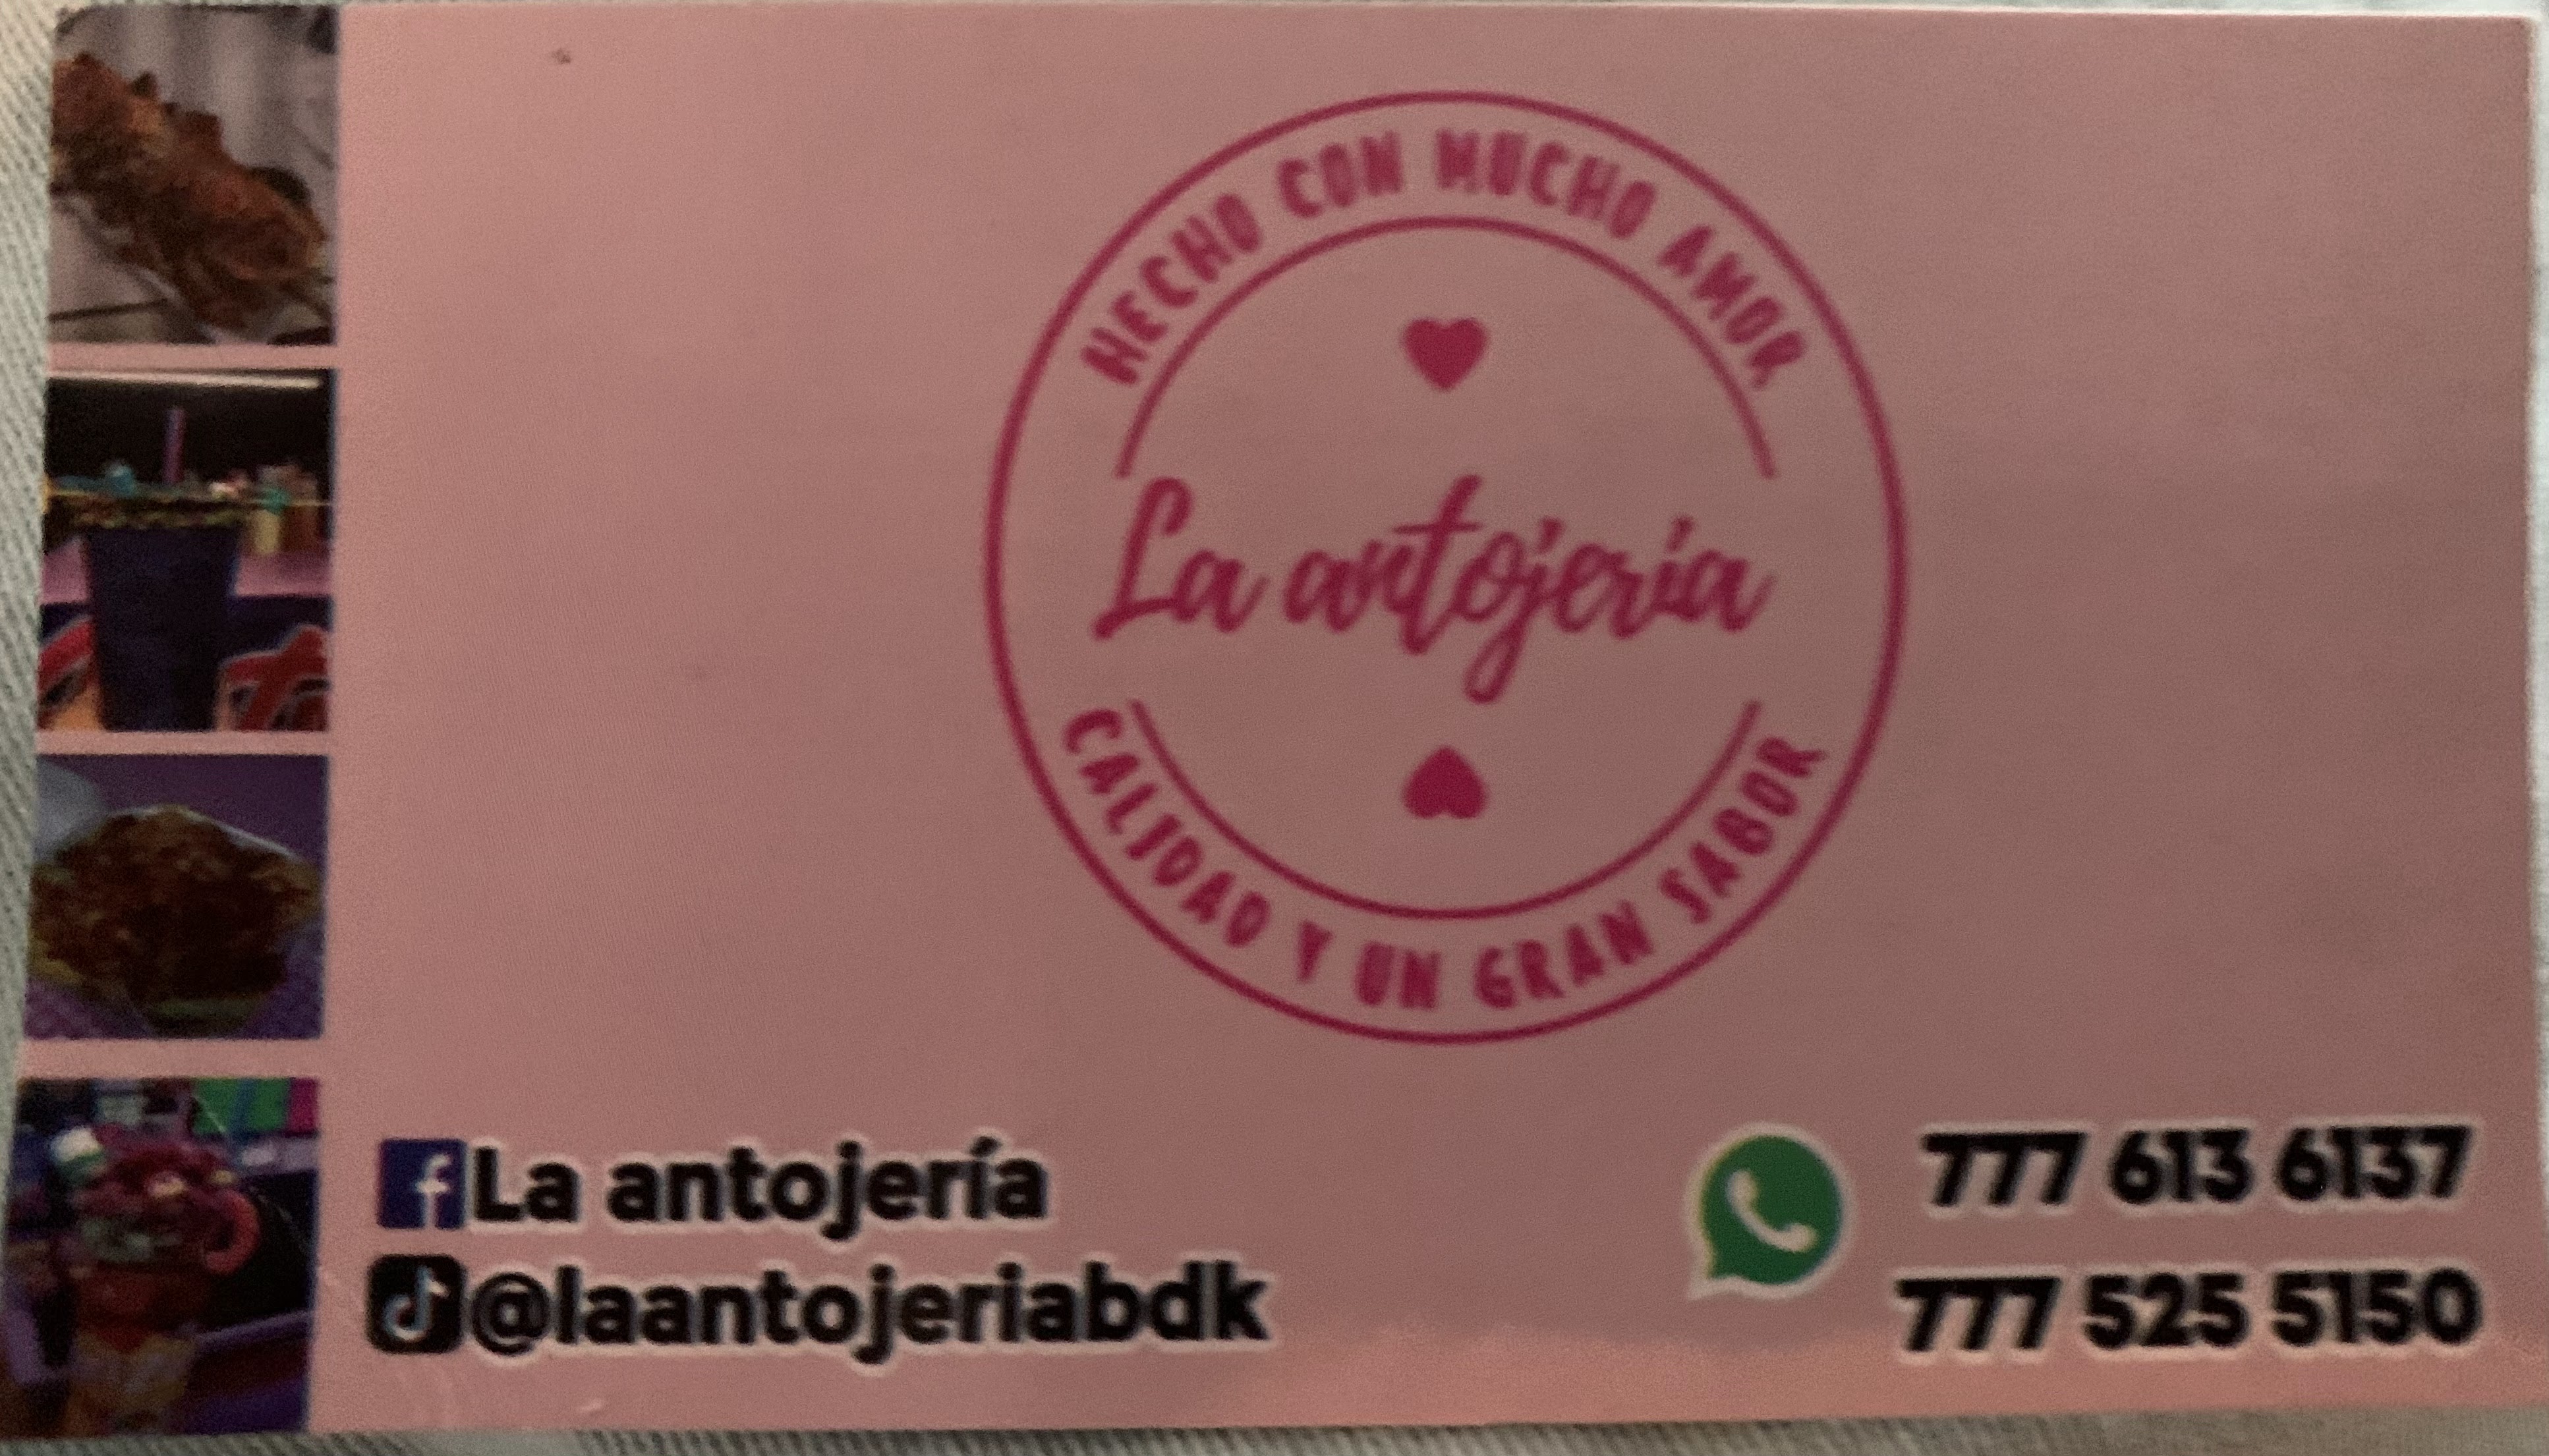 HECHO CON MUCHO AMOR
La antojería
CALIDAD Y UN GRAN SABOR
La antojería
@laantojeriabdk
777 613 6137
777 525 5150